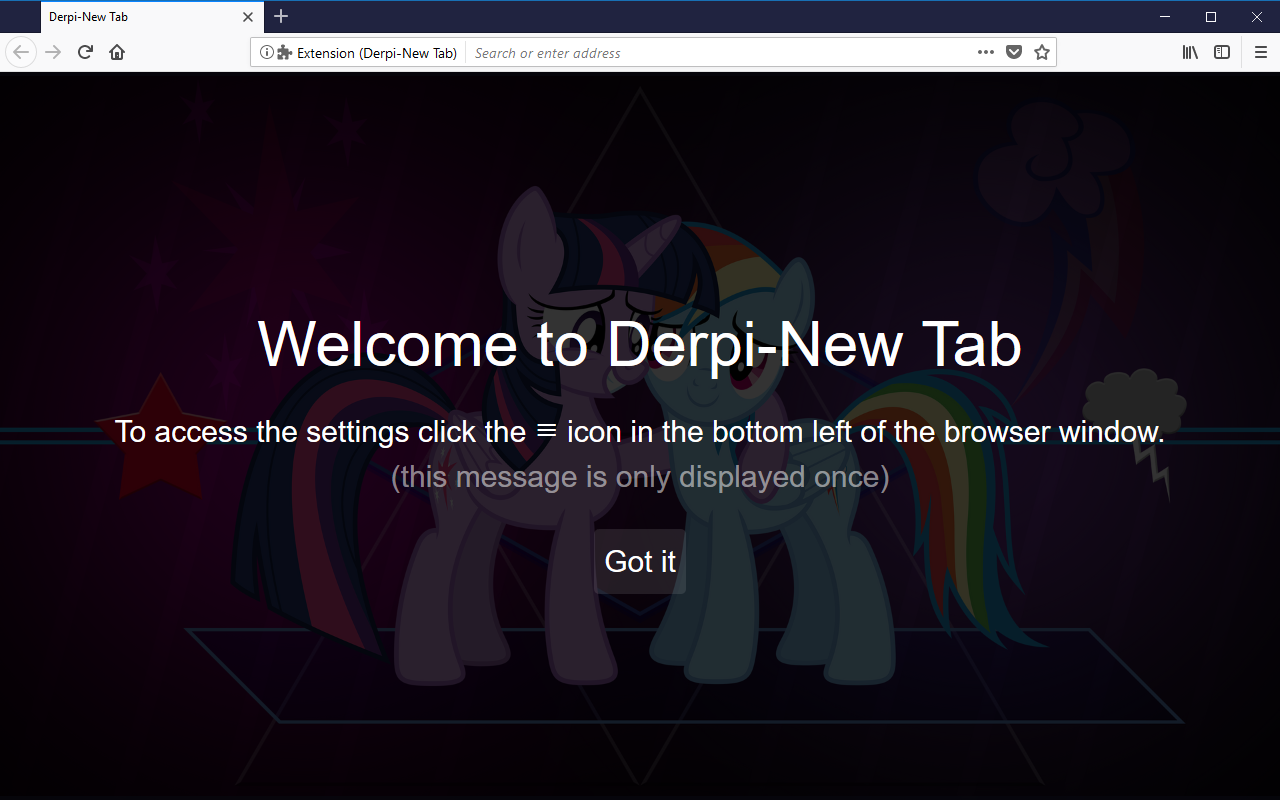 Derpi-New Tab
Extension (Derpi-New Tab) Search or enter address
Welcome to Derpi-New Tab
To access the settings click the ≡ icon in the bottom left of the browser window.
(this message is only displayed once)
Got it